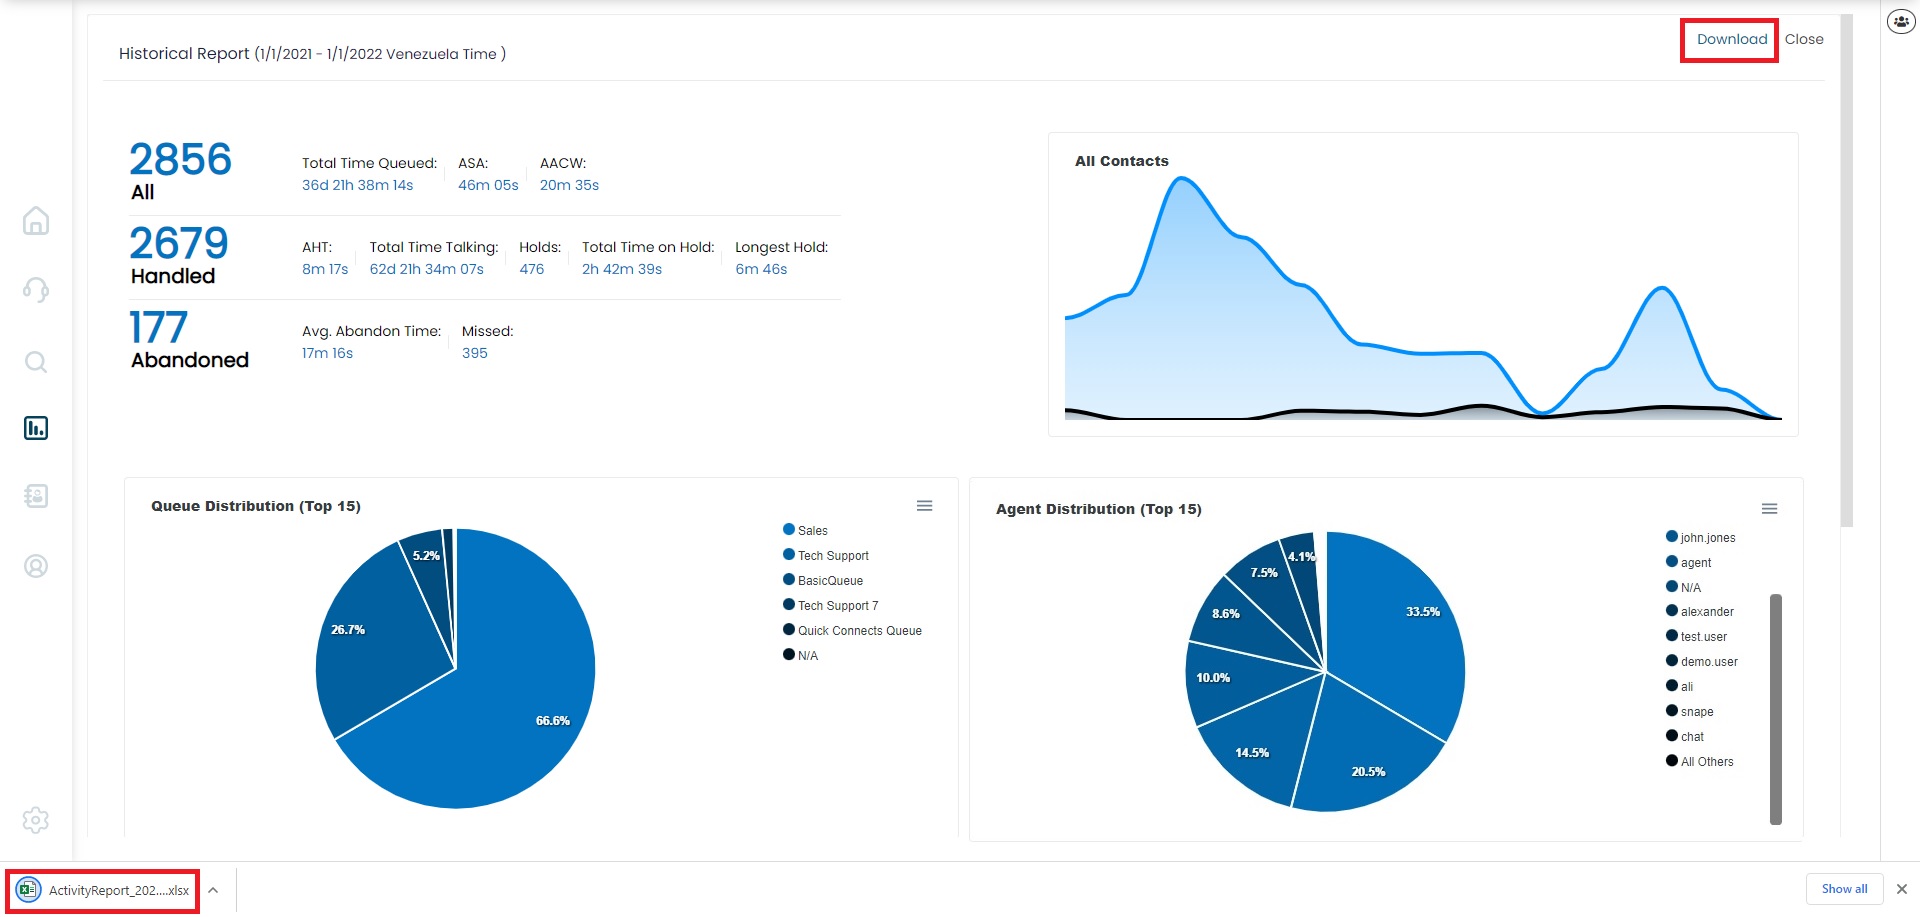 Historical Report (1/1/2021 - 1/1/2022 Venezuela Time )
Download Close
2856
All
Total Time Queued: ASA: AACW:
36d 21h 38m 14s 46m 05s 20m 35s
2679
Handled
AHT: Total Time Talking: Holds: Total Time on Hold: Longest Hold:
8m 17s 62d 21h 34m 07s 476 2h 42m 39s 6m 46s
177
Abandoned
Avg. Abandon Time: Missed:
17m 16s 395
All Contacts
Queue Distribution (Top 15)
5.2%
26.7%
66.6%
Sales
Tech Support
BasicQueue
Tech Support 7
Quick Connects Queue
N/A
Agent Distribution (Top 15)
4.1%
7.5%
8.6%
33.5%
10.0%
14.5%
20.5%
john.jones
agent
N/A
alexander
test.user
demo.user
ali
snape
chat
All Others
ActivityReport_202....xlsx
Show all